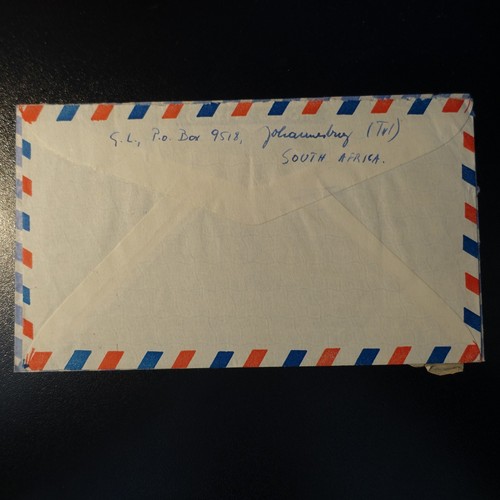 G.L., P.O. Box 9518, Johannesburg (Tvl)
SOUTH AFRICA.